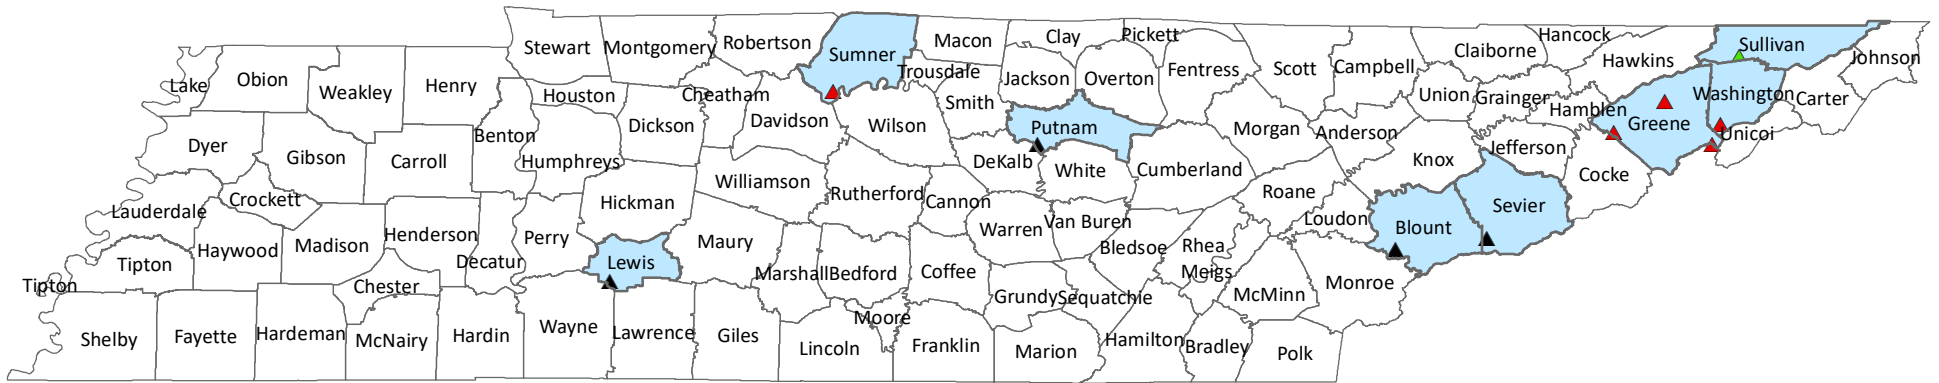 Stewart
Montgomery
Robertson
Sumner
Macon
Clay
Pickett
Hancock
Sullivan
Johnson
Lake
Obion
Weakley
Henry
Houston
Cheatham
Trousdale
Jackson
Overton
Fentress
Scott
Campbell
Claiborne
Hawkins
Washington
Carter
Benton
Dickson
Davidson
Wilson
Smith
Putnam
Morgan
Anderson
Union
Grainger
Hamblen
Greene
Unicoi
Dyer
Gibson
Carroll
Humphreys
Williamson
Rutherford
DeKalb
White
Cumberland
Roane
Knox
Jefferson
Cocke
Lauderdale
Crockett
Hickman
Cannon
Warren
Van Buren
Loudon
Blount
Sevier
Haywood
Madison
Henderson
Perry
Maury
Bledsoe
Rhea
Meigs
Tipton
Tipton
Chester
Decatur
Lewis
Marshall
Bedford
Coffee
Grundy
Sequatchie
McMinn
Monroe
Shelby
Fayette
Hardeman
McNairy
Hardin
Wayne
Lawrence
Giles
Lincoln
Moore
Franklin
Marion
Hamilton
Bradley
Polk